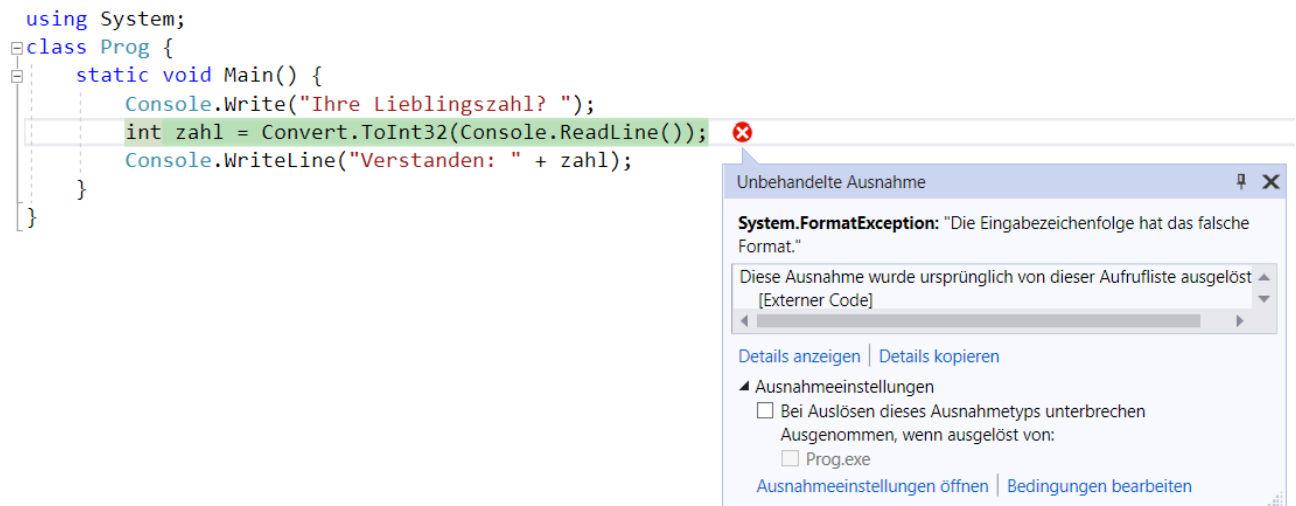 using System;
class Prog {
    static void Main() {
        Console.Write("Ihre Lieblingszahl? ");
        int zahl = Convert.ToInt32(Console.ReadLine());
        Console.WriteLine("Verstanden: " + zahl);
    }
}
Unbehandelte Ausnahme
System.FormatException: "Die Eingabezeichenfolge hat das falsche
Format."
Diese Ausnahme wurde ursprünglich von dieser Aufrufliste ausgelöst
[Externer Code]
Details anzeigen | Details kopieren
Ausnahmeeinstellungen
Bei Auslösen dieses Ausnahmetyps unterbrechen
Ausgenommen, wenn ausgelöst von:
Prog.exe
Ausnahmeeinstellungen öffnen | Bedingungen bearbeiten